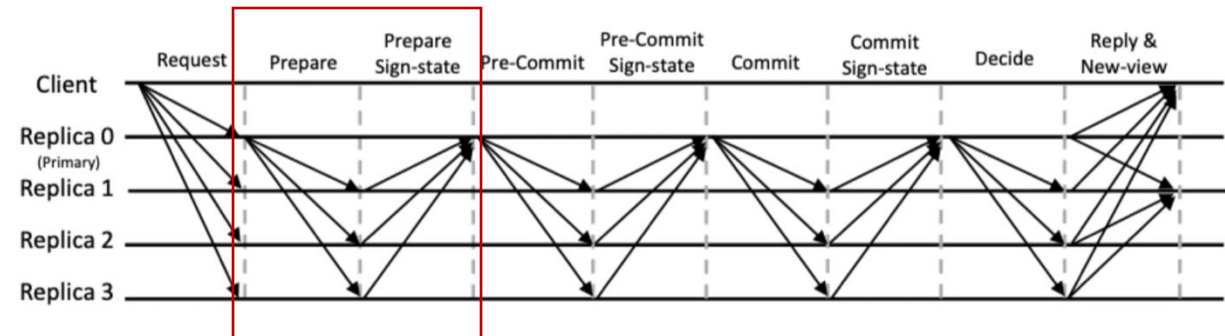 Request
Prepare
Prepare
Sign-state
Pre-Commit
Pre-Commit
Sign-state
Commit
Commit
Sign-state
Decide
Reply &
New-view
Client
Replica 0
(Primary)
Replica 1
Replica 2
Replica 3